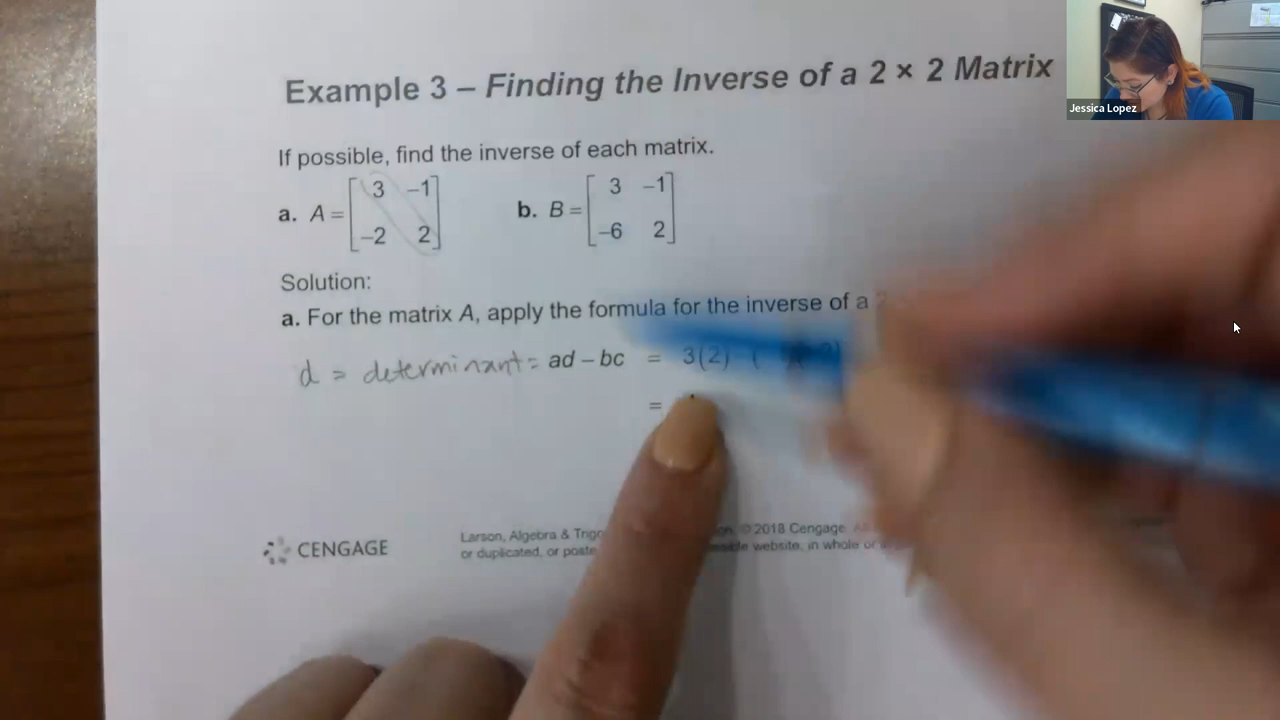 Jessica Lopez
Example 3 – Finding the Inverse of a 2 × 2 Matrix
If possible, find the inverse of each matrix.
a. A = [ 3 −1
−2 2 ]
b. B = [ 3 −1
−6 2 ]
Solution:
a. For the matrix A, apply the formula for the inverse of a
d = determinant = ad – bc = 3(2)
=
CENGAGE
Larson, Algebra & © 2018 Cengage.
or duplicated, or website, in whole or